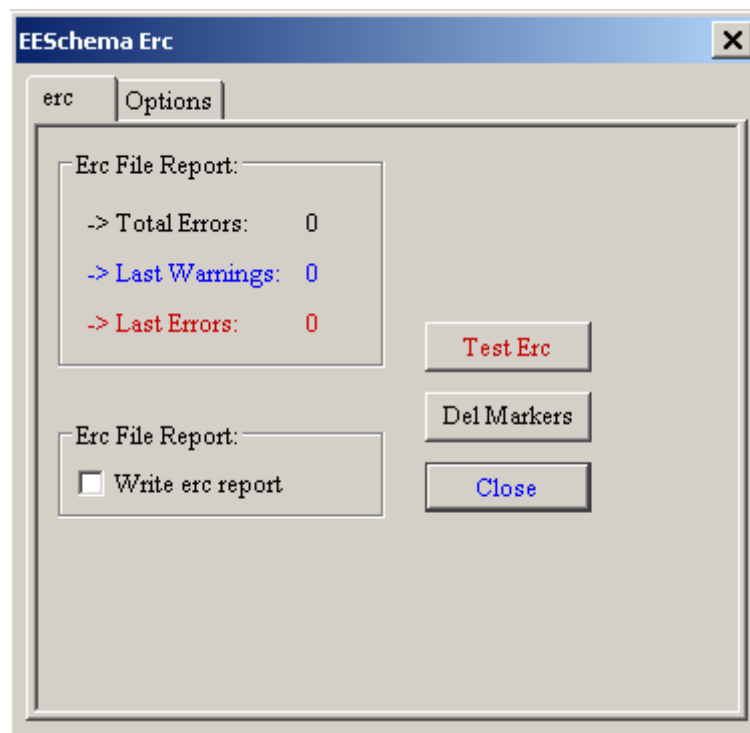 EESchema Erc
erc Options
Erc File Report:
-> Total Errors: 0
-> Last Warnings: 0
-> Last Errors: 0
Test Erc
Del Markers
Erc File Report:
Write erc report
Close